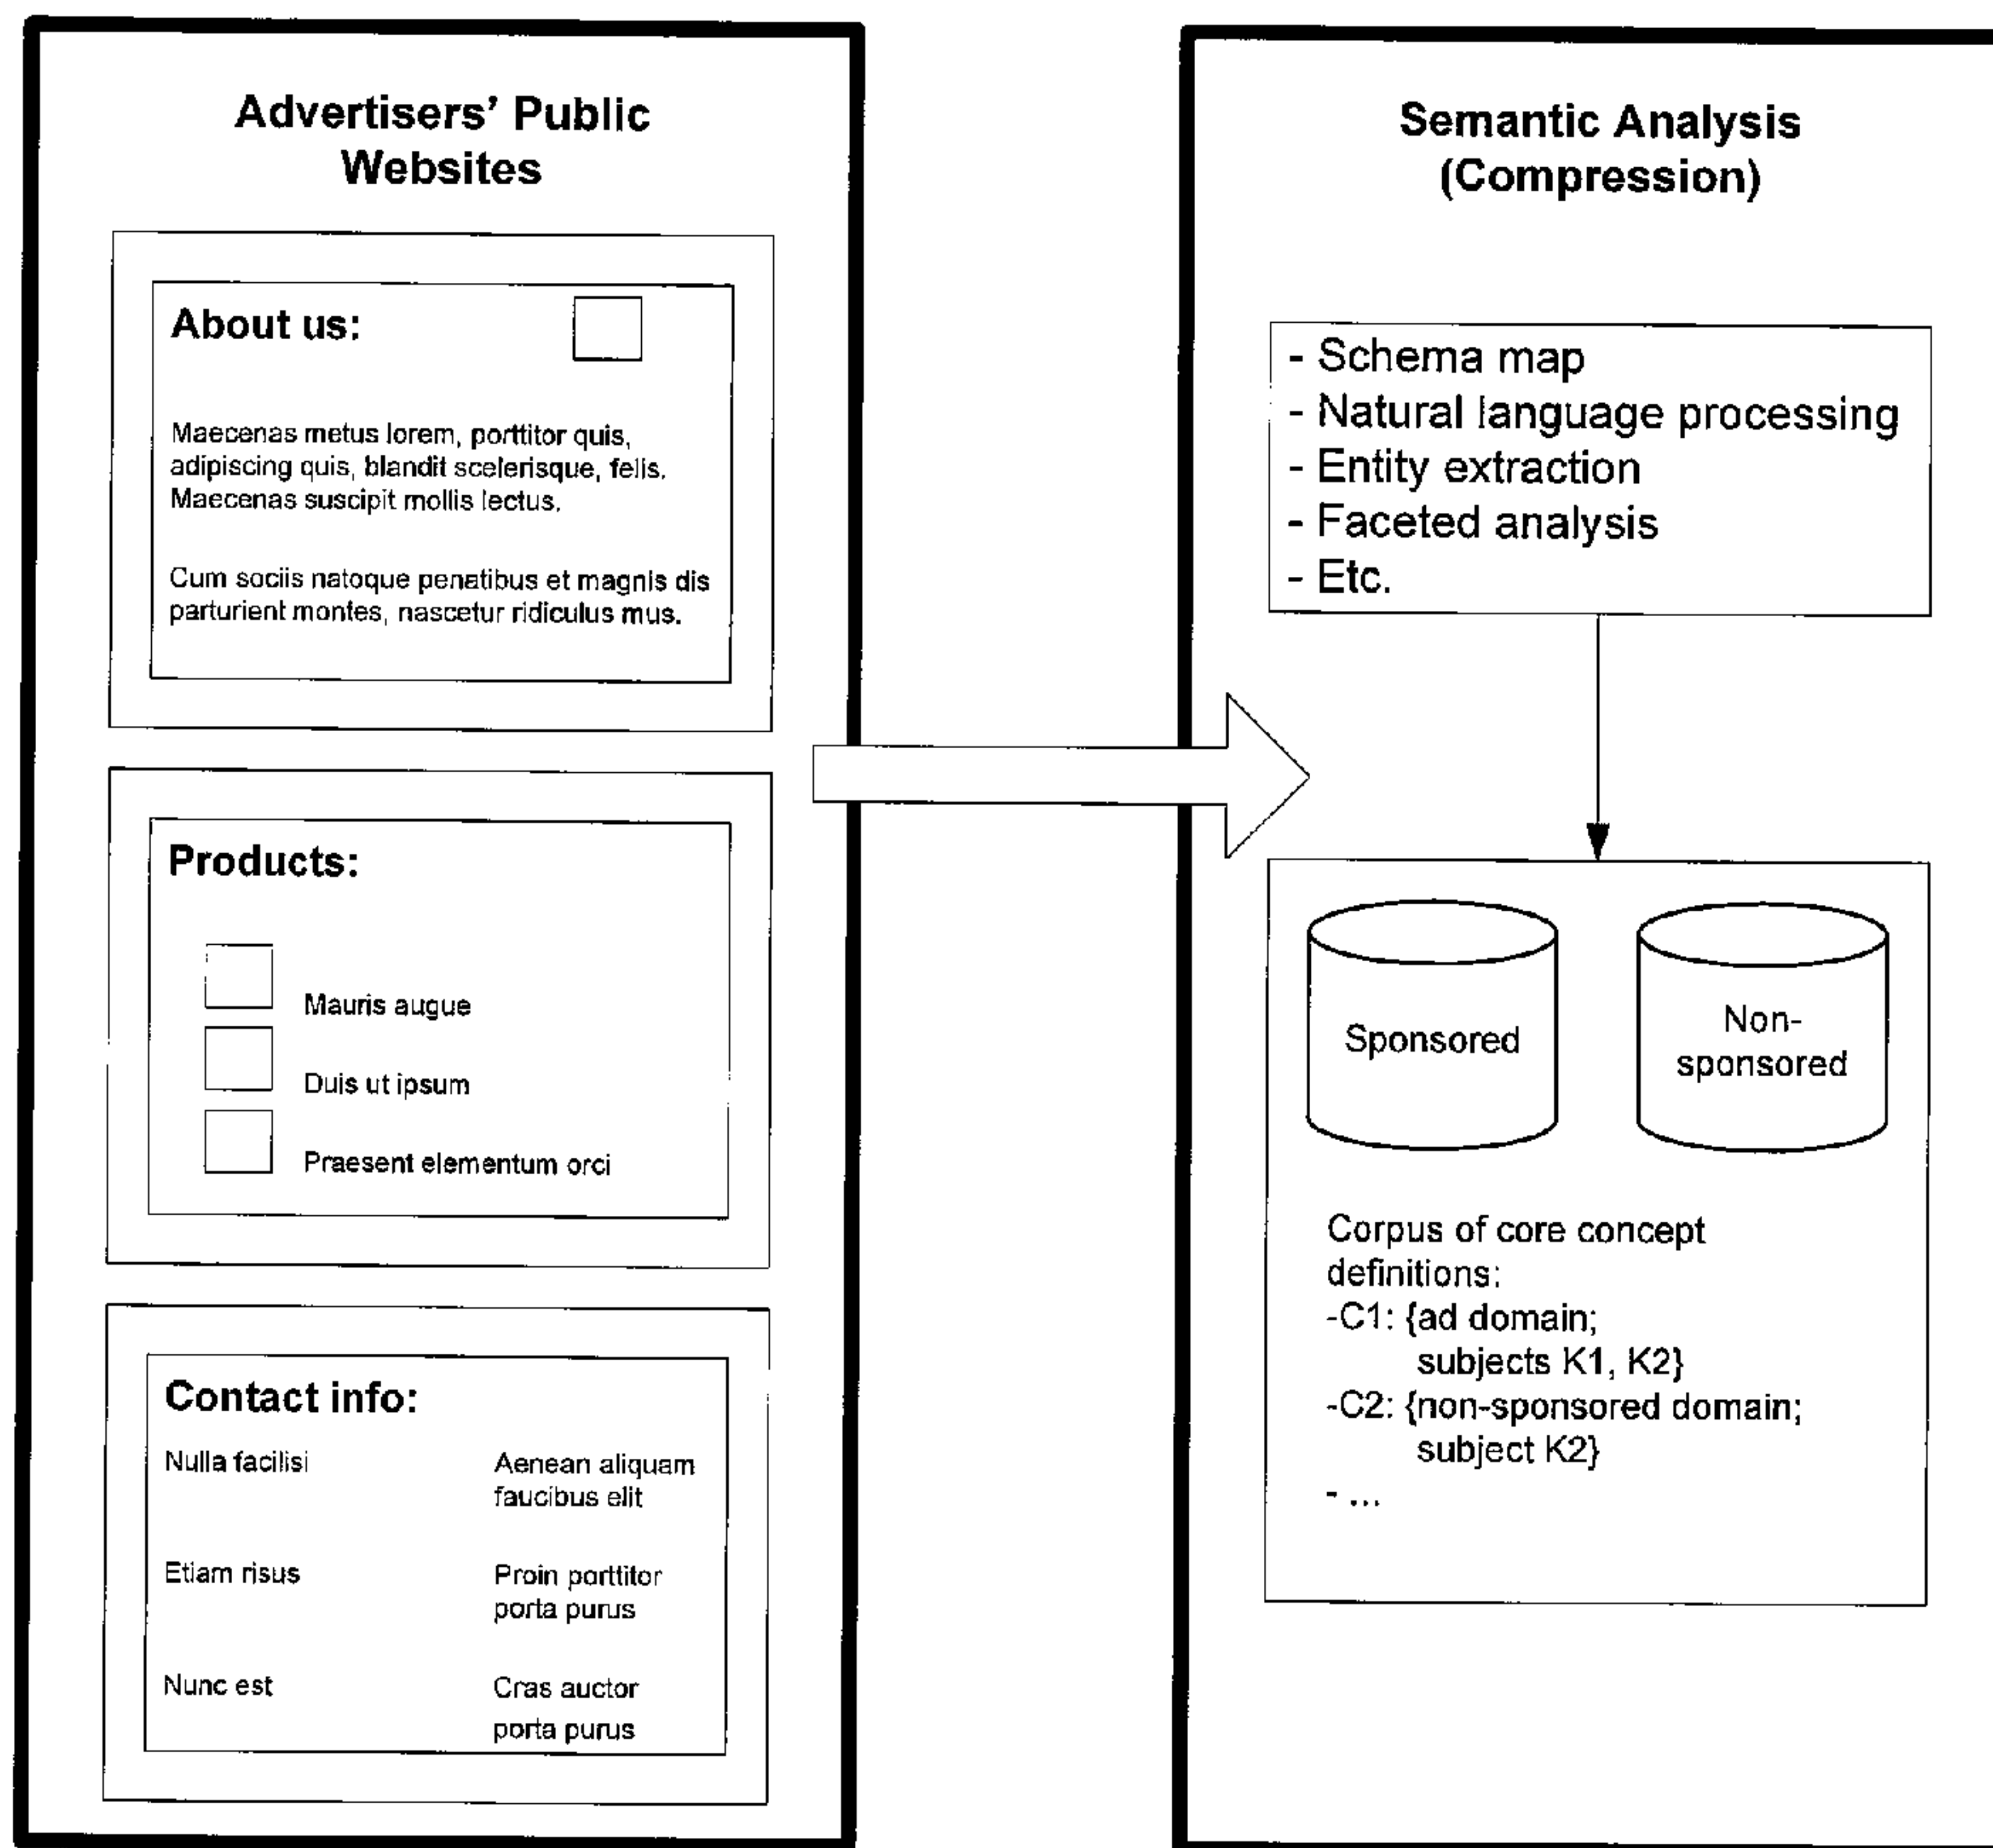 Advertisers' Public
Websites
About us:
Maecenas metus lorem, porttitor quis,
adipiscing quis, blandit scelerisque, felis.
Maecenas suscipit mollis lectus.
Cum sociis natoque penatibus et magnis dis
parturient montes, nascetur ridiculus mus.
Products:
Mauris augue
Duis ut ipsum
Praesent elementum orci
Contact info:
Nulla facilisi
Aenean aliquam
faucibus elit
Etiam risus
Proin porttitor
porta purus
Nunc est
Cras auctor
porta purus
Semantic Analysis
(Compression)
- Schema map
- Natural language processing
- Entity extraction
- Faceted analysis
- Etc.
Sponsored
Non-
sponsored
Corpus of core concept
definitions:
-C1: {ad domain;
subjects K1, K2}
-C2: {non-sponsored domain;
subject K2}
- ...